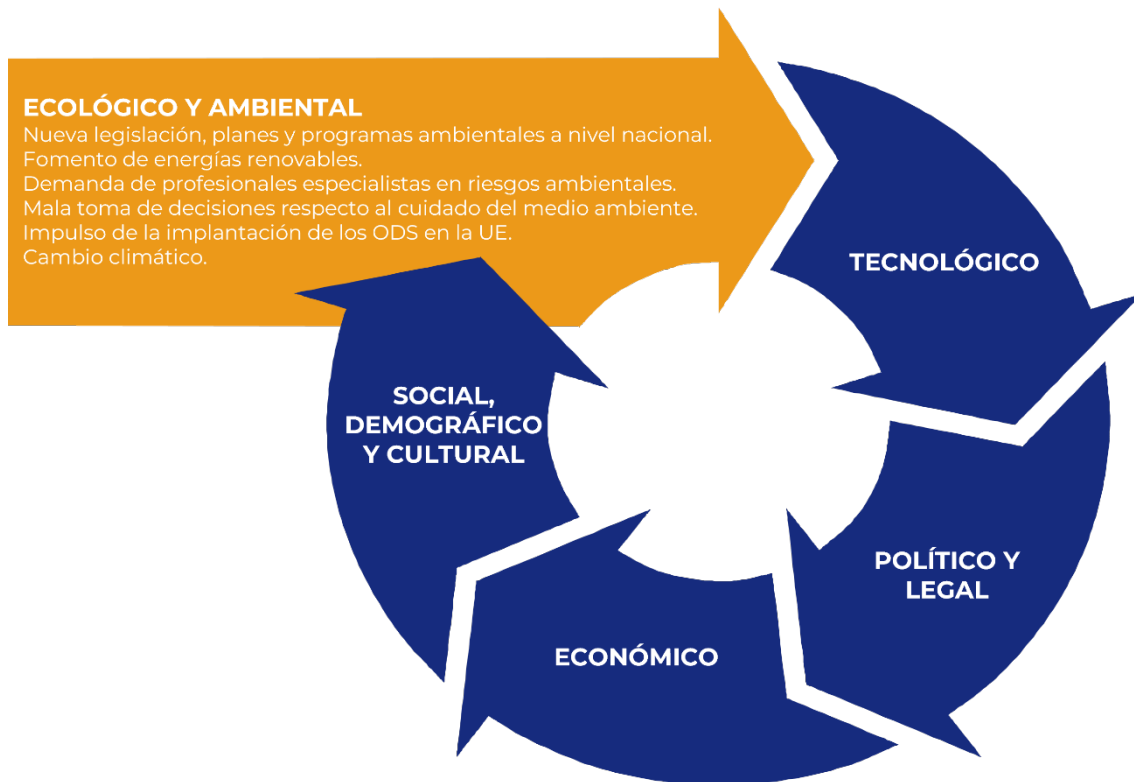 ECOLÓGICO Y AMBIENTAL
Nueva legislación, planes y programas ambientales a nivel nacional.
Fomento de energías renovables.
Demanda de profesionales especialistas en riesgos ambientales.
Mala toma de decisiones respecto al cuidado del medio ambiente.
Impulso de la implantación de los ODS en la UE.
Cambio climático.
TECNOLÓGICO
POLÍTICO Y
LEGAL
ECONÓMICO
SOCIAL,
DEMOGRÁFICO
Y CULTURAL